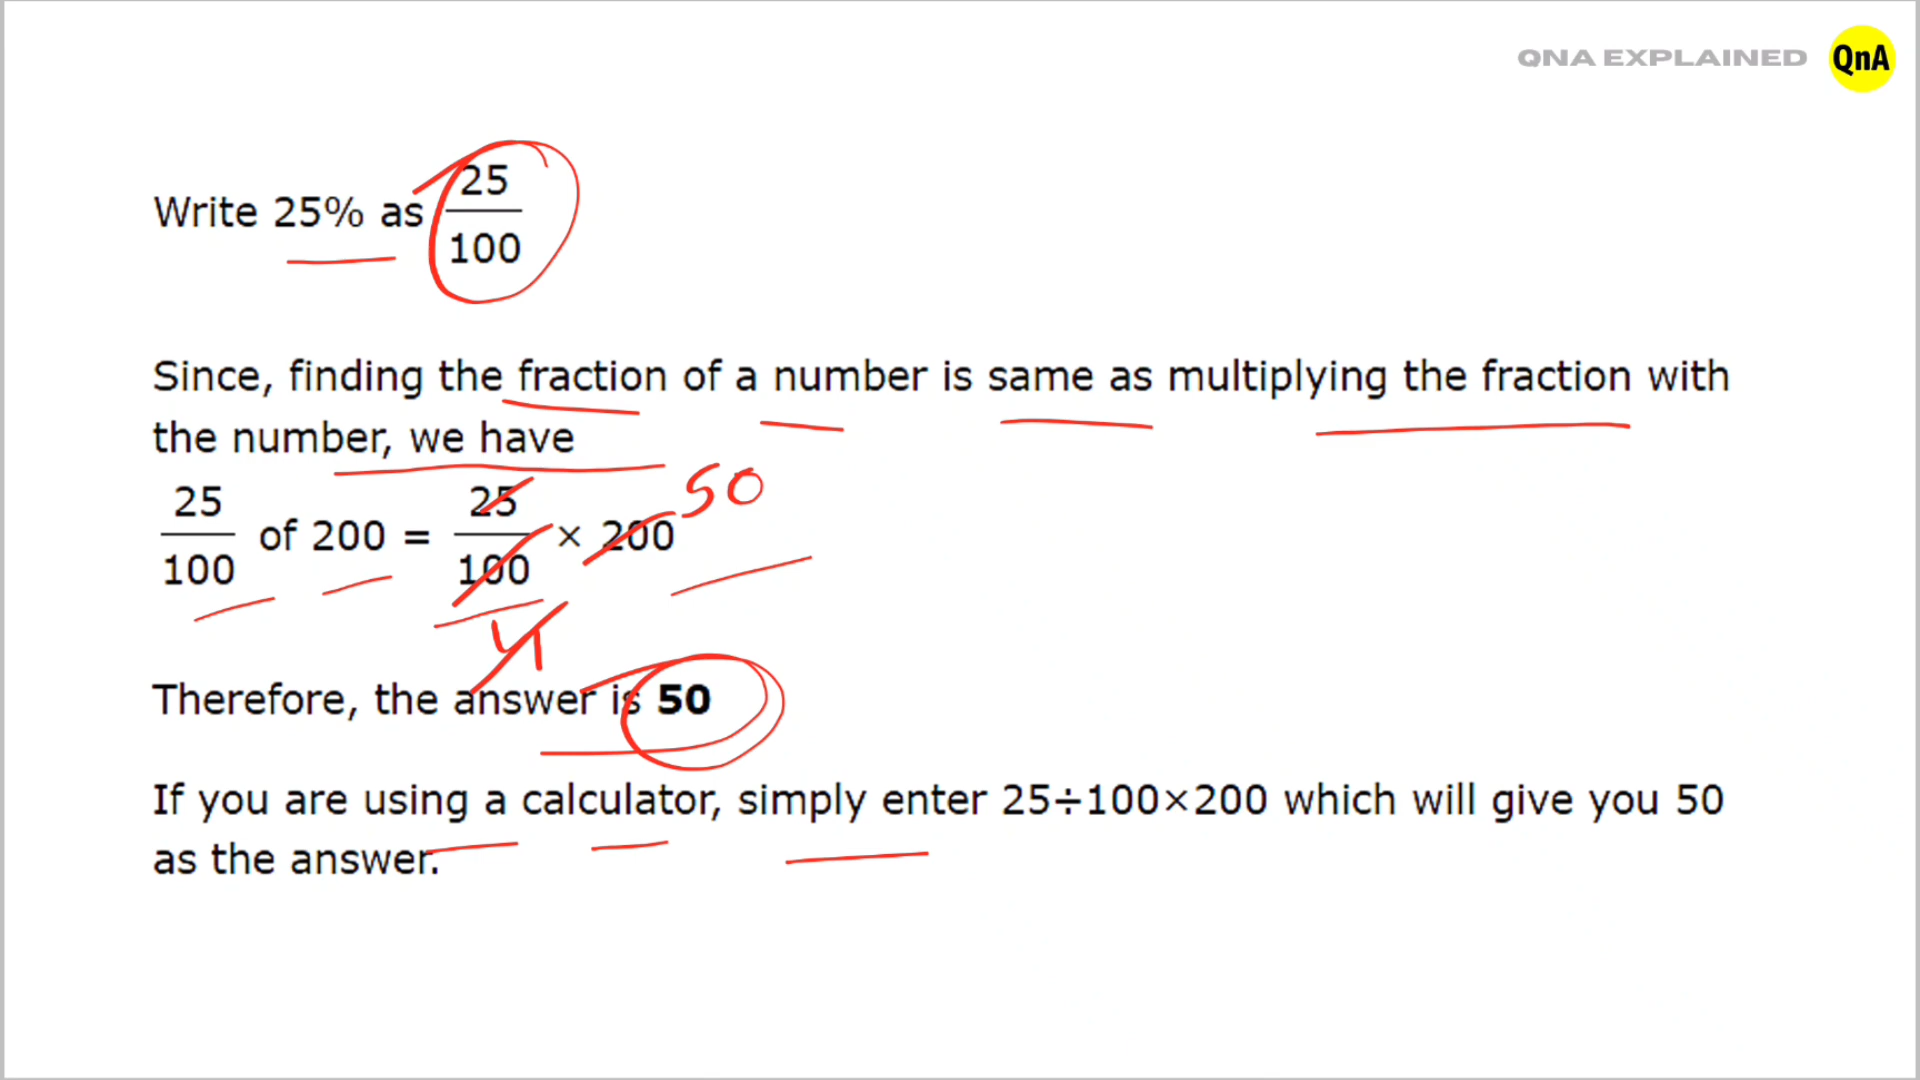 QNA EXPLAINED QnA
Write 25% as 25/100
Since, finding the fraction of a number is same as multiplying the fraction with
the number, we have
25/100 of 200 = 25/100 × 200 50
4
Therefore, the answer is 50
If you are using a calculator, simply enter 25÷100×200 which will give you 50
as the answer.